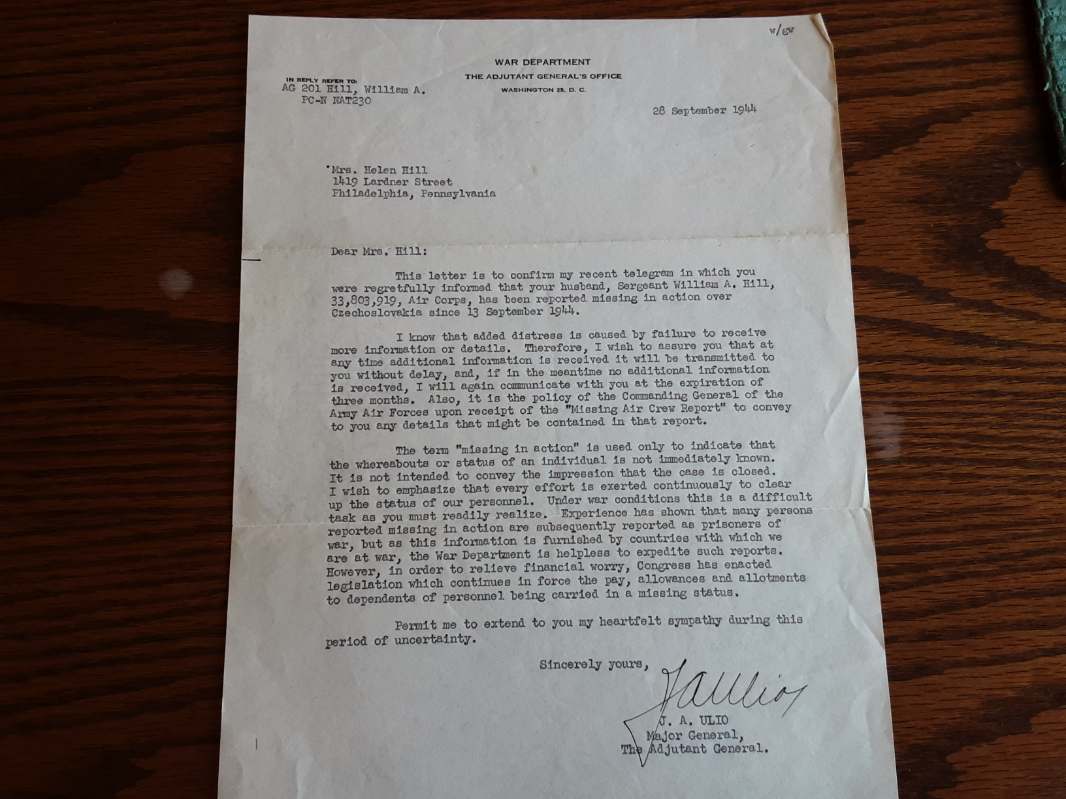 WAR DEPARTMENT
THE ADJUTANT GENERAL'S OFFICE
WASHINGTON 25, D. C.
IN REPLY REFER TO:
AG 201 Hill, William A.
PC-N NAT230
28 September 1944
Mrs. Helen Hill
1419 Lardner Street
Philadelphia, Pennsylvania
Dear Mrs. Hill:
This letter is to confirm my recent telegram in which you
were regretfully informed that your husband, Sergeant William A. Hill,
33,803,919, Air Corps, has been reported missing in action over
Czechoslovakia since 13 September 1944.
I know that added distress is caused by failure to receive
more information or details. Therefore, I wish to assure you that at
any time additional information is received it will be transmitted to
you without delay, and, if in the meantime no additional information
is received, I will again communicate with you at the expiration of
three months. Also, it is the policy of the Commanding General of the
Army Air Forces upon receipt of the "Missing Air Crew Report" to convey
to you any details that might be contained in that report.
The term "missing in action" is used only to indicate that
the whereabouts or status of an individual is not immediately known.
It is not intended to convey the impression that the case is closed.
I wish to emphasize that every effort is exerted continuously to clear
up the status of our personnel. Under war conditions this is a difficult
task as you must readily realize. Experience has shown that many persons
reported missing in action are subsequently reported as prisoners of
war, but as this information is furnished by countries with which we
are at war, the War Department is helpless to expedite such reports.
However, in order to relieve financial worry, Congress has enacted
legislation which continues in force the pay, allowances and allotments
to dependents of personnel being carried in a missing status.
Permit me to extend to you my heartfelt sympathy during this
period of uncertainty.
Sincerely yours,
J A Ulio
J. A. ULIO
Major General,
The Adjutant General.